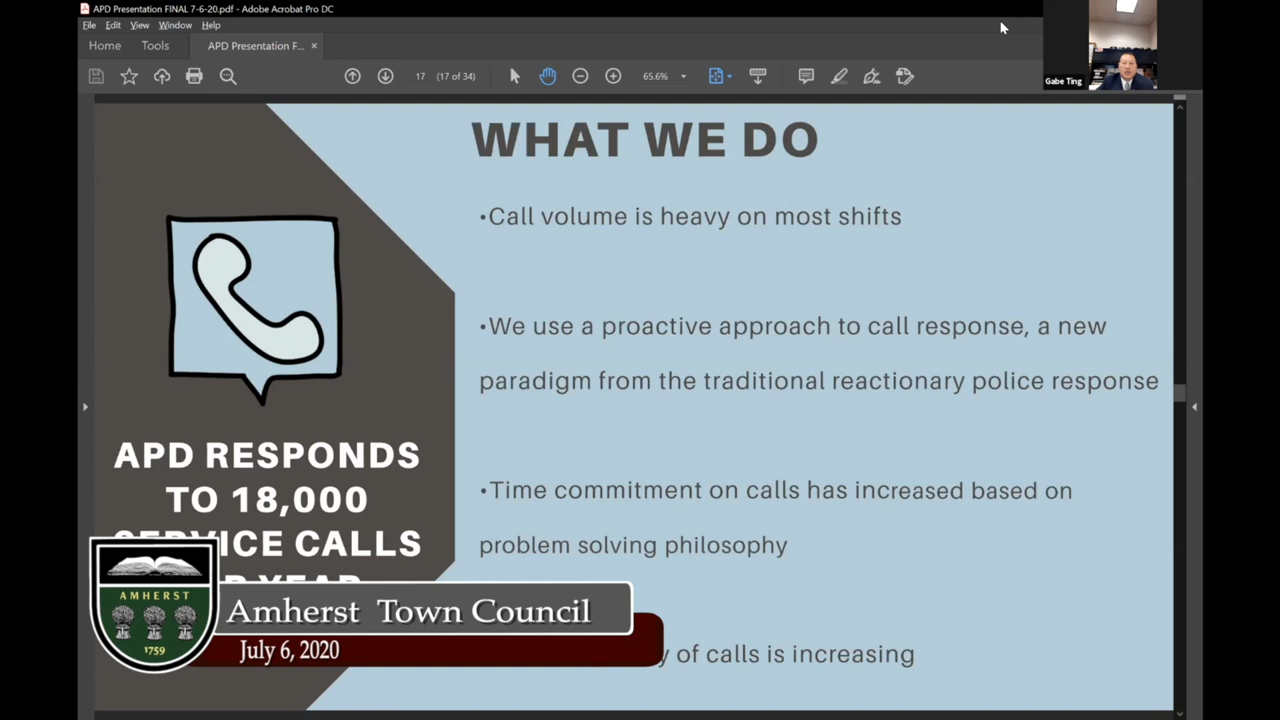 APD Presentation FINAL 7-6-20.pdf - Adobe Acrobat Pro DC
File Edit View Window Help
Home Tools APD Presentation F... ×
17 (17 of 34) 65.6%
Gabe Ting
WHAT WE DO
•Call volume is heavy on most shifts
•We use a proactive approach to call response, a new
paradigm from the traditional reactionary police response
•Time commitment on calls has increased based on
problem solving philosophy
y of calls is increasing
APD RESPONDS
TO 18,000
SERVICE CALLS
YEAR
AMHERST
1759
Amherst Town Council
July 6, 2020